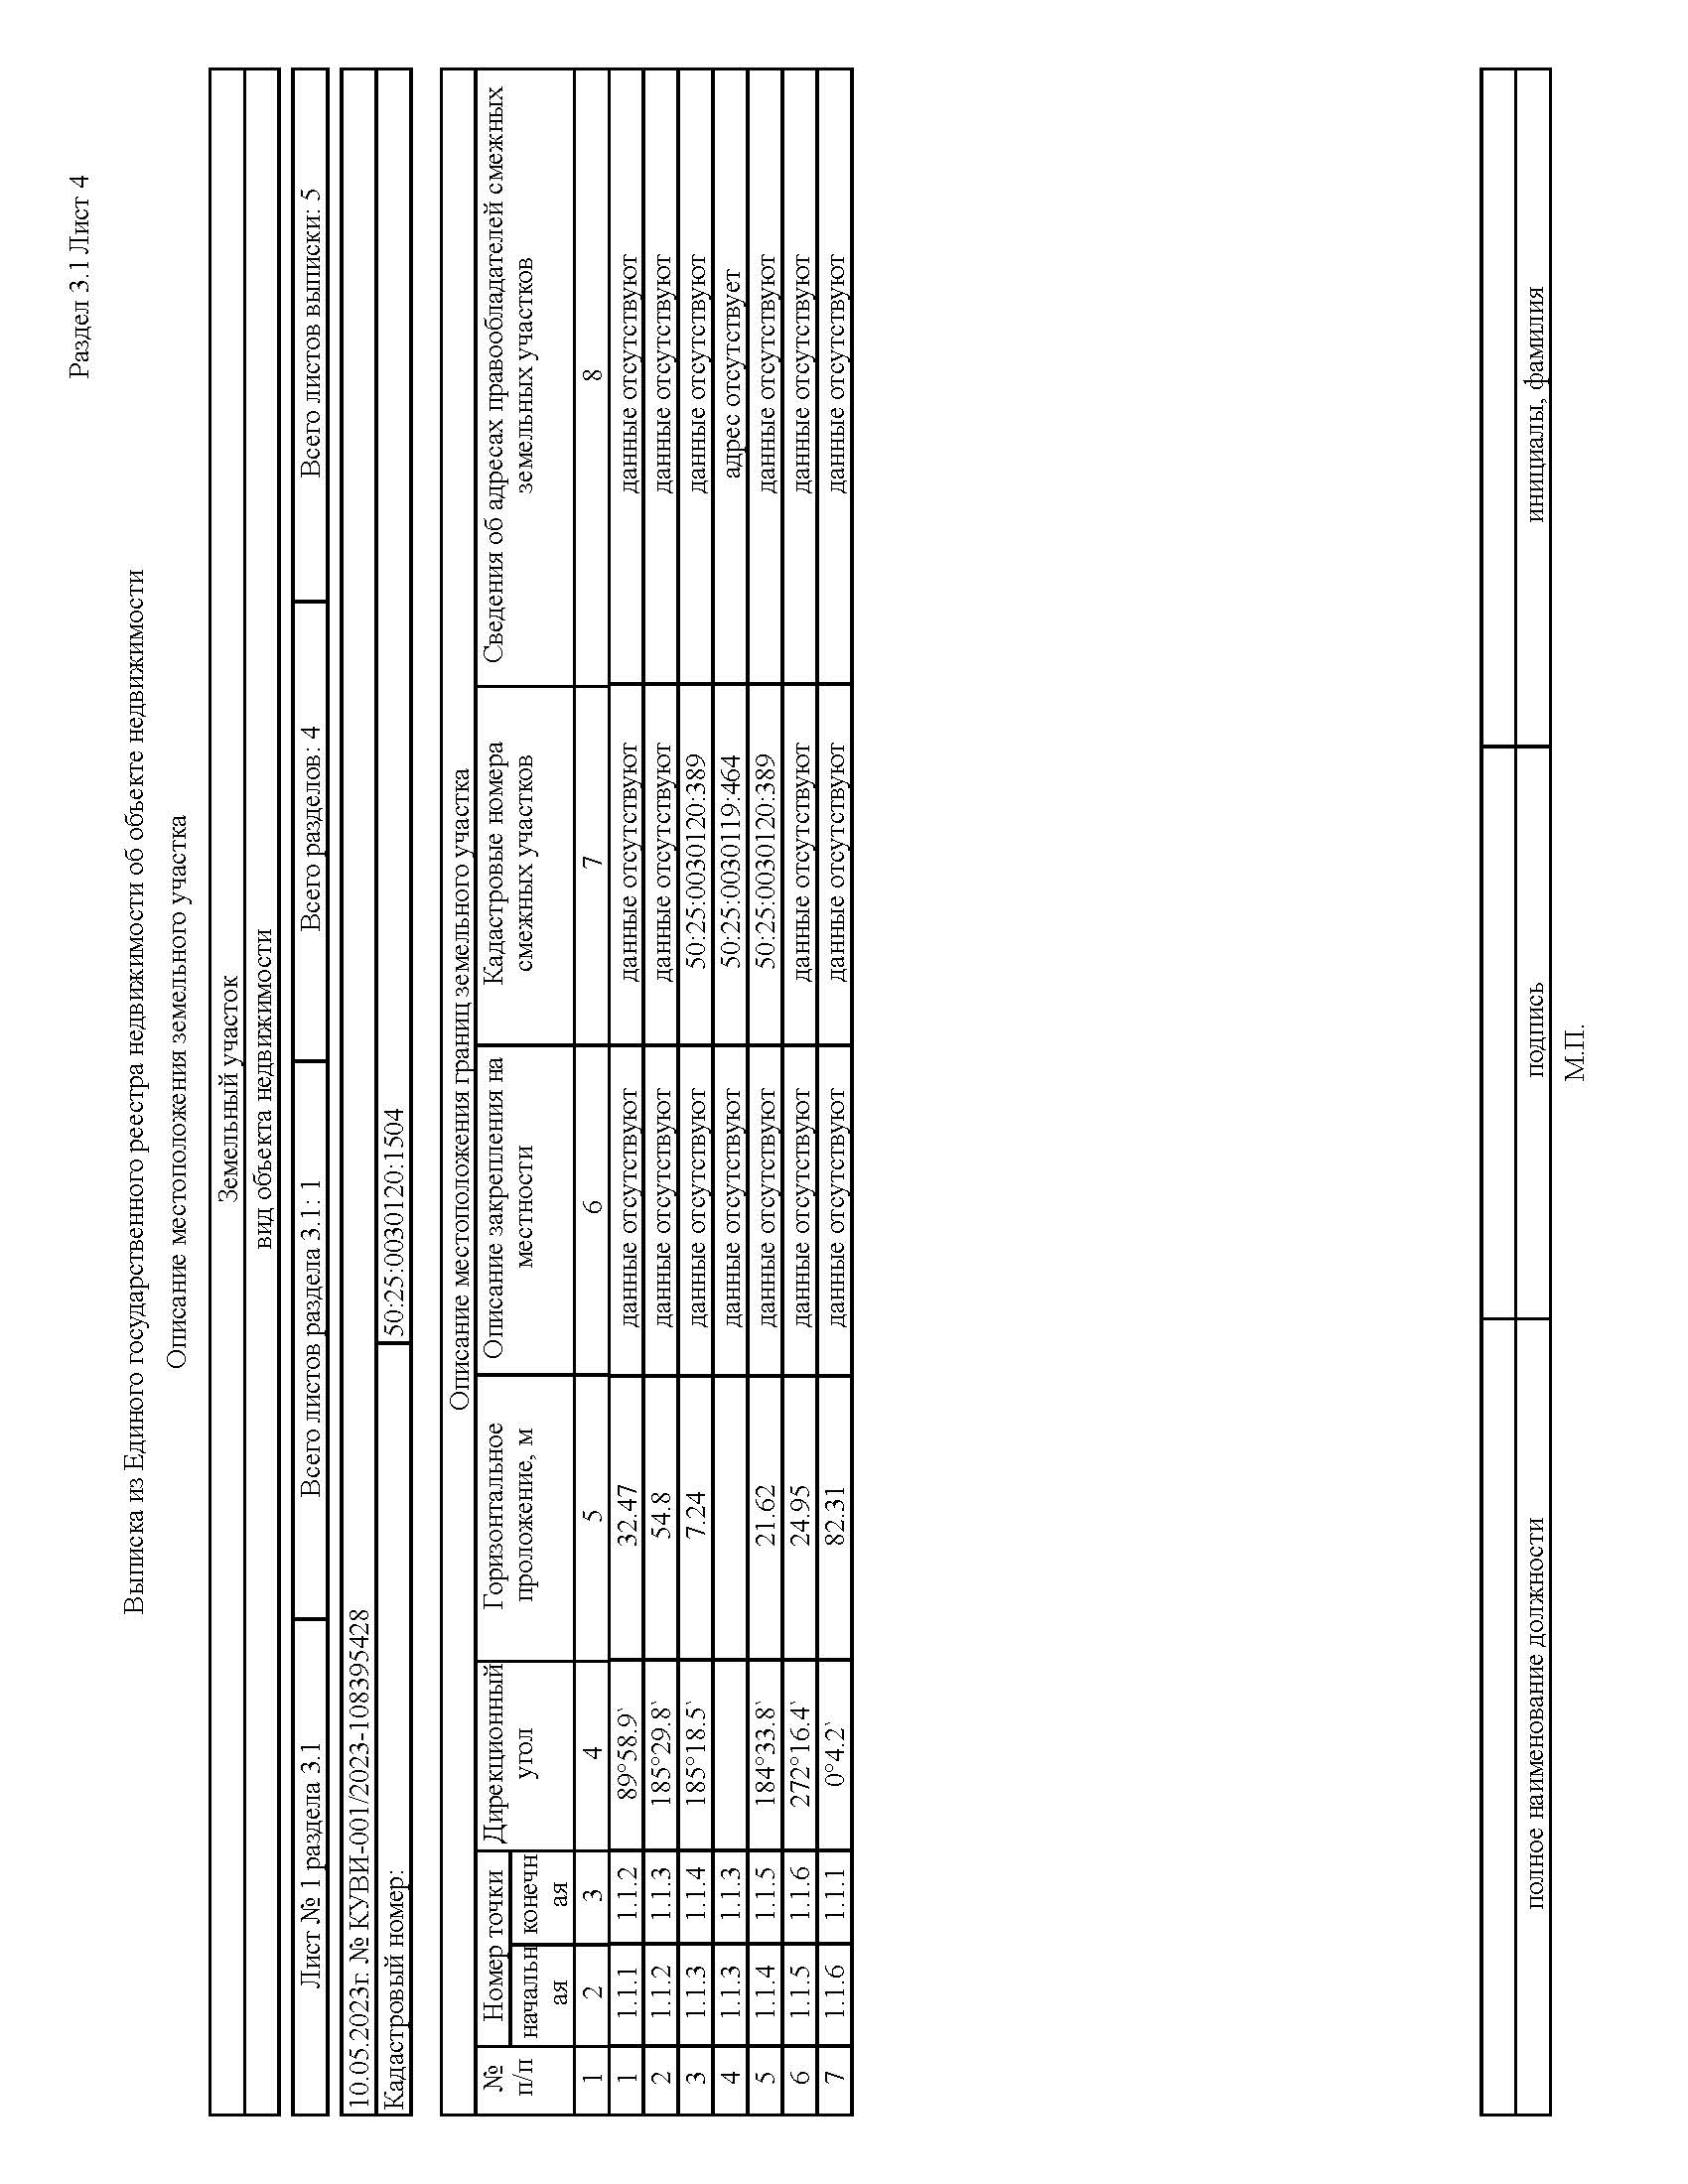 Раздел 3.1 Лист 4
Выписка из Единого государственного реестра недвижимости об объекте недвижимости
Описание местоположения земельного участка
Земельный участок
вид объекта недвижимости
Лист № 1 раздела 3.1 Всего листов раздела 3.1: 1 Всего разделов: 4 Всего листов выписки: 5
10.05.2023г. № КУВИ-001/2023-108395428
Кадастровый номер: 50:25:0030120:1504
Описание местоположения границ земельного участка
№ Номер точки Дирекционный Горизонтальное Описание закрепления на Кадастровые номера Сведения об адресах правообладателей смежных
п/п начальн конечн угол проложение, м местности смежных участков земельных участков
ая ая
1 2 3 4 5 6 7 8
1 1.1.1 1.1.2 89°58.9` 32.47 данные отсутствуют данные отсутствуют данные отсутствуют
2 1.1.2 1.1.3 185°29.8` 54.8 данные отсутствуют данные отсутствуют данные отсутствуют
3 1.1.3 1.1.4 185°18.5` 7.24 данные отсутствуют 50:25:0030120:389 данные отсутствуют
4 1.1.3 1.1.3 данные отсутствуют 50:25:0030119:464 адрес отсутствует
5 1.1.4 1.1.5 184°33.8` 21.62 данные отсутствуют 50:25:0030120:389 данные отсутствуют
6 1.1.5 1.1.6 272°16.4` 24.95 данные отсутствуют данные отсутствуют данные отсутствуют
7 1.1.6 1.1.1 0°4.2` 82.31 данные отсутствуют данные отсутствуют данные отсутствуют
полное наименование должности подпись инициалы, фамилия
М.П.